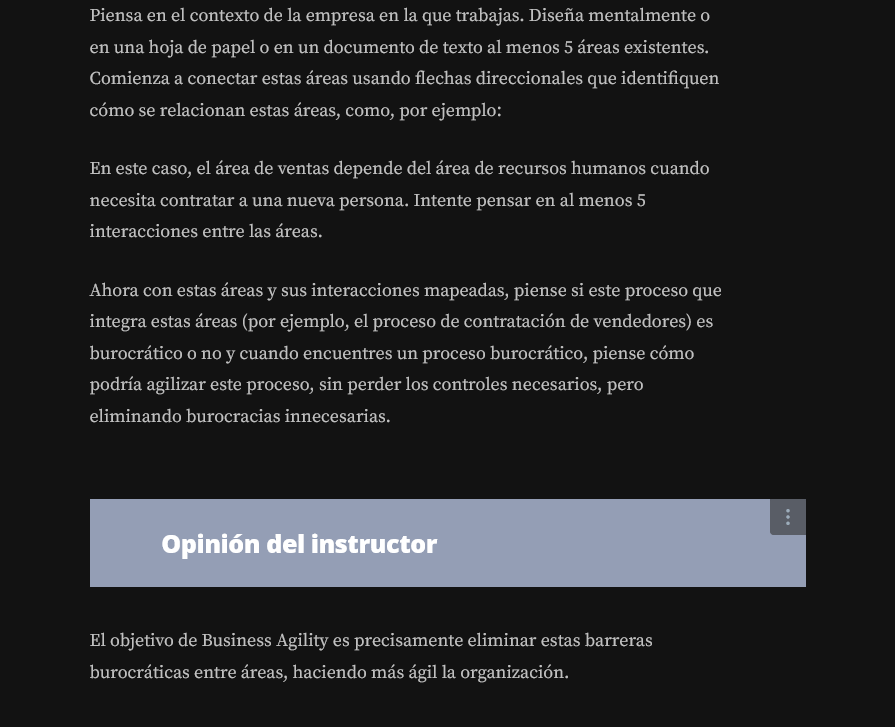 Piensa en el contexto de la empresa en la que trabajas. Diseña mentalmente o
en una hoja de papel o en un documento de texto al menos 5 áreas existentes.
Comienza a conectar estas áreas usando flechas direccionales que identifiquen
cómo se relacionan estas áreas, como, por ejemplo:
En este caso, el área de ventas depende del área de recursos humanos cuando
necesita contratar a una nueva persona. Intente pensar en al menos 5
interacciones entre las áreas.
Ahora con estas áreas y sus interacciones mapeadas, piense si este proceso que
integra estas áreas (por ejemplo, el proceso de contratación de vendedores) es
burocrático o no y cuando encuentres un proceso burocrático, piense cómo
podría agilizar este proceso, sin perder los controles necesarios, pero
eliminando burocracias innecesarias.
Opinión del instructor
El objetivo de Business Agility es precisamente eliminar estas barreras
burocráticas entre áreas, haciendo más ágil la organización.